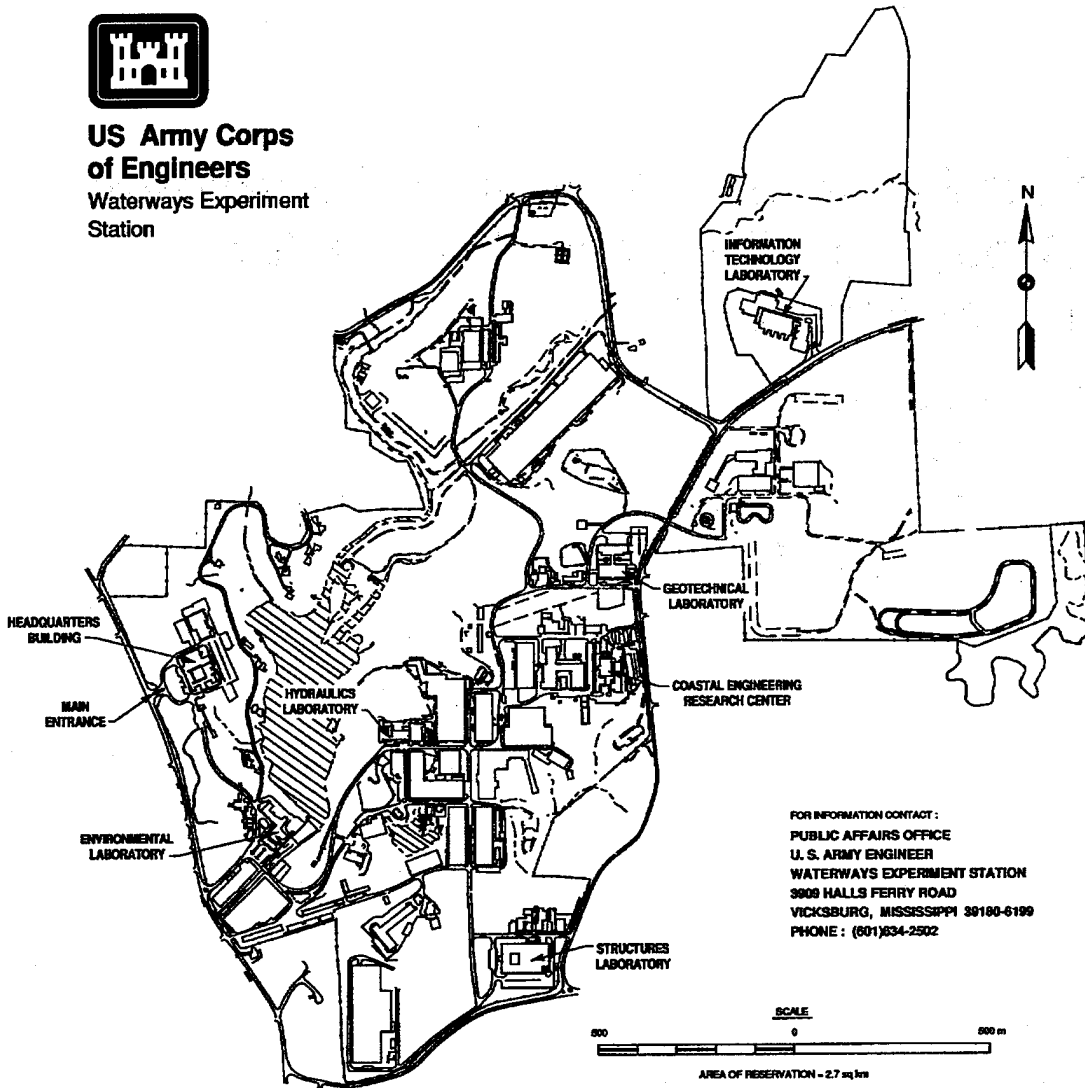 US Army Corps
of Engineers
Waterways Experiment
Station
N
INFORMATION
TECHNOLOGY
LABORATORY
GEOTECHNICAL
LABORATORY
HEADQUARTERS
BUILDING
MAIN
ENTRANCE
HYDRAULICS
LABORATORY
COASTAL ENGINEERING
RESEARCH CENTER
ENVIRONMENTAL
LABORATORY
STRUCTURES
LABORATORY
FOR INFORMATION CONTACT :
PUBLIC AFFAIRS OFFICE
U. S. ARMY ENGINEER
WATERWAYS EXPERIMENT STATION
3909 HALLS FERRY ROAD
VICKSBURG, MISSISSIPPI 39180-6199
PHONE : (601)634-2502
SCALE
500 0 500 m
AREA OF RESERVATION - 2.7 sq km